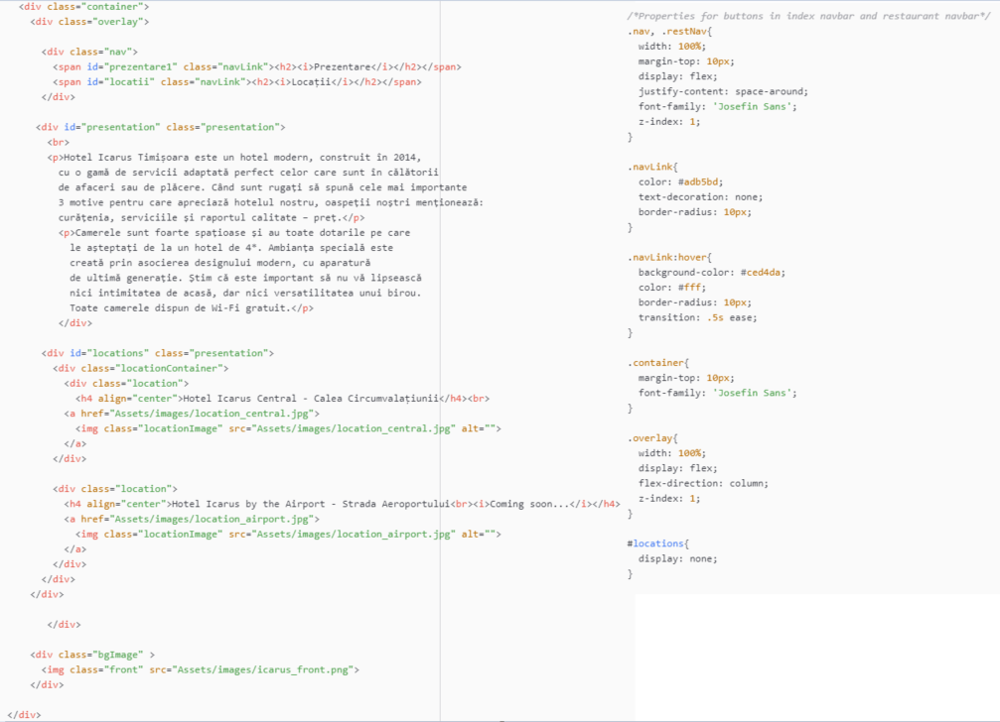 <div class="container">
<div class="overlay">
<div class="nav">
<span id="prezentare1" class="navLink"><h2><i>Prezentare</i></h2></span>
<span id="locatii" class="navLink"><h2><i>Locații</i></h2></span>
</div>
<div id="presentation" class="presentation">
<br>
<p>Hotel Icarus Timișoara este un hotel modern, construit în 2014,
cu o gamă de servicii adaptată perfect celor care sunt în călătorii
de afaceri sau de plăcere. Când sunt rugați să spună cele mai importante
3 motive pentru care apreciază hotelul nostru, oaspeții noștri menționează:
curățenia, serviciile și raportul calitate – preț.</p>
<p>Camerele sunt foarte spațioase și au toate dotarile pe care
le așteptați de la un hotel de 4*. Ambianța specială este
creată prin asocierea designului modern, cu aparatură
de ultimă generație. Știm că este important să nu vă lipsească
nici intimitatea de acasă, dar nici versatilitatea unui birou.
Toate camerele dispun de Wi-Fi gratuit.</p>
</div>
<div id="locations" class="presentation">
<div class="locationContainer">
<div class="location">
<h4 align="center">Hotel Icarus Central - Calea Circumvalațiunii</h4><br>
<a href="Assets/images/location_central.jpg">
<img class="locationImage" src="Assets/images/location_central.jpg" alt="">
</a>
</div>
<div class="location">
<h4 align="center">Hotel Icarus by the Airport - Strada Aeroportului<br><i>Coming soon...</i></h4>
<a href="Assets/images/location_airport.jpg">
<img class="locationImage" src="Assets/images/location_airport.jpg" alt="">
</a>
</div>
</div>
</div>
</div>
<div class="bgImage" >
<img class="front" src="Assets/images/icarus_front.png">
</div>
</div>
/*Properties for buttons in index navbar and restaurant navbar*/
.nav, .restNav{
width: 100%;
margin-top: 10px;
display: flex;
justify-content: space-around;
font-family: 'Josefin Sans';
z-index: 1;
}
.navLink{
color: #adb5bd;
text-decoration: none;
border-radius: 10px;
}
.navLink:hover{
background-color: #ced4da;
color: #fff;
border-radius: 10px;
transition: .5s ease;
}
.container{
margin-top: 10px;
font-family: 'Josefin Sans';
}
.overlay{
width: 100%;
display: flex;
flex-direction: column;
z-index: 1;
}
#locations{
display: none;
}